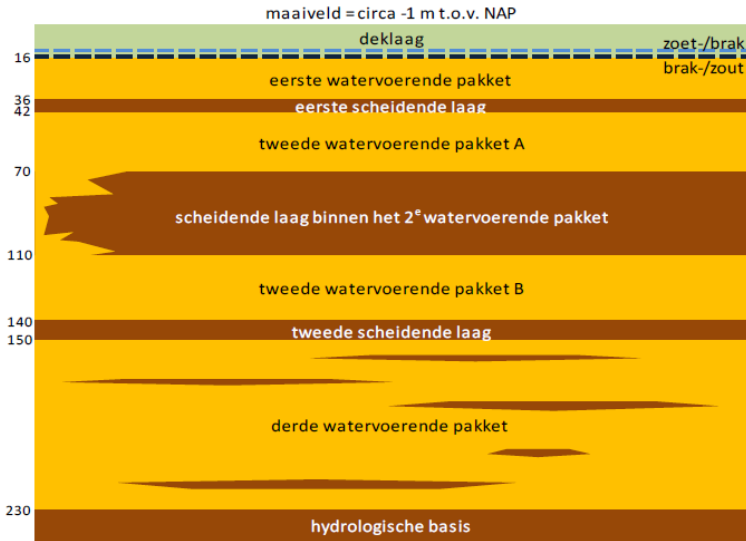 maaiveld = circa -1 m t.o.v. NAP
deklaag
zoet-/brak
16
brak-/zout
eerste watervoerende pakket
36
eerste scheidende laag
42
tweede watervoerende pakket A
70
scheidende laag binnen het 2e watervoerende pakket
110
tweede watervoerende pakket B
140
tweede scheidende laag
150
derde watervoerende pakket
230
hydrologische basis